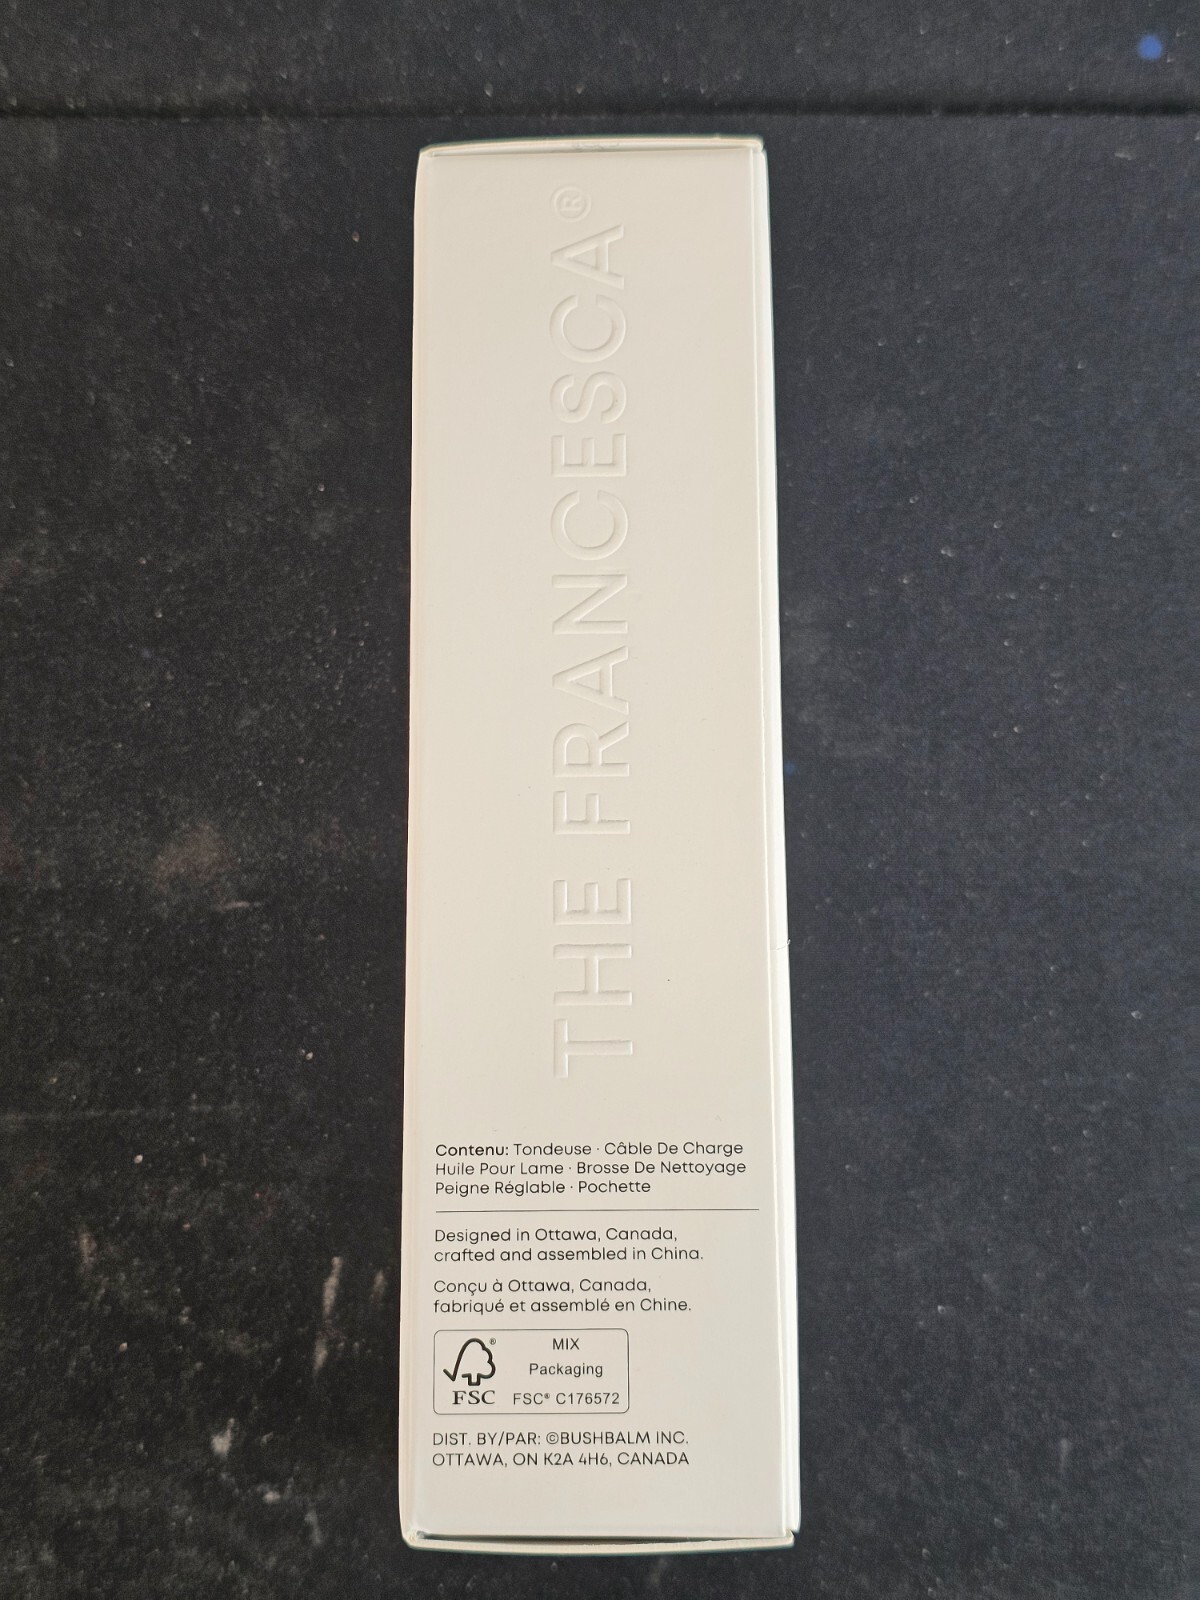 THE FRANCESCA®
Contenu: Tondeuse · Câble De Charge
Huile Pour Lame · Brosse De Nettoyage
Peigne Réglable · Pochette
Designed in Ottawa, Canada,
crafted and assembled in China.
Conçu à Ottawa, Canada,
fabriqué et assemblé en Chine.
®
FSC
MIX
Packaging
FSC® C176572
DIST. BY/PAR: ©BUSHBALM INC.
OTTAWA, ON K2A 4H6, CANADA